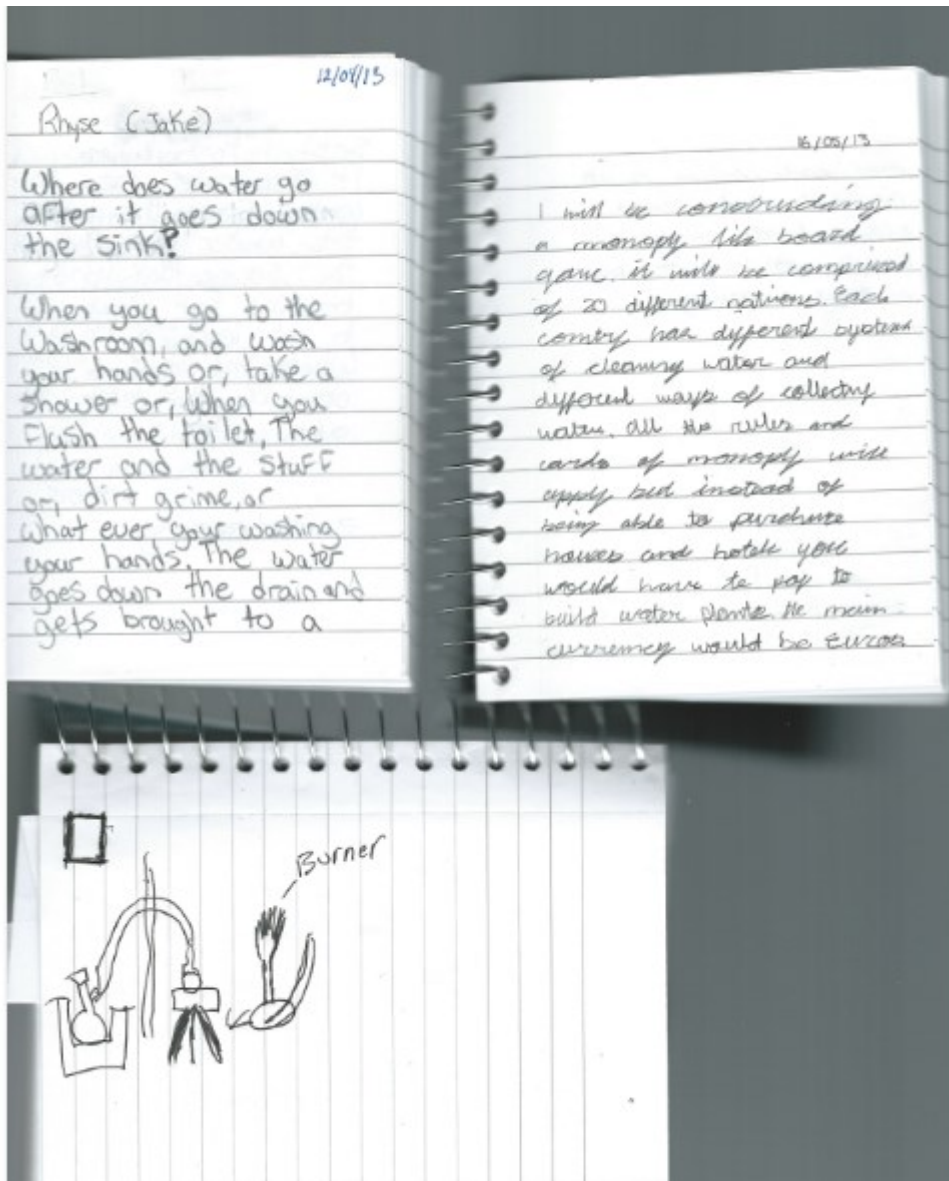 12/04/13
Rhyse (Jake)
Where does water go
after it goes down
the sink?
When you go to the
Washroom, and wash
your hands or, take a
Shower or, When you
Flush the toilet, The
water and the stuff
or, dirt grime, or
what ever your washing
your hands. The water
goes down the drain and
gets brought to a
16/05/13
I will be constructing
a monoply like board
game. it will be comprised
of 20 different nations. Each
country has different systems
of cleaning water and
different ways of collecting
water. All the rules and
cards of monoply will
apply but instead of
being able to purchase
houses and hotels you
would have to pay to
build water plants. The main
currency would be Euros
Burner